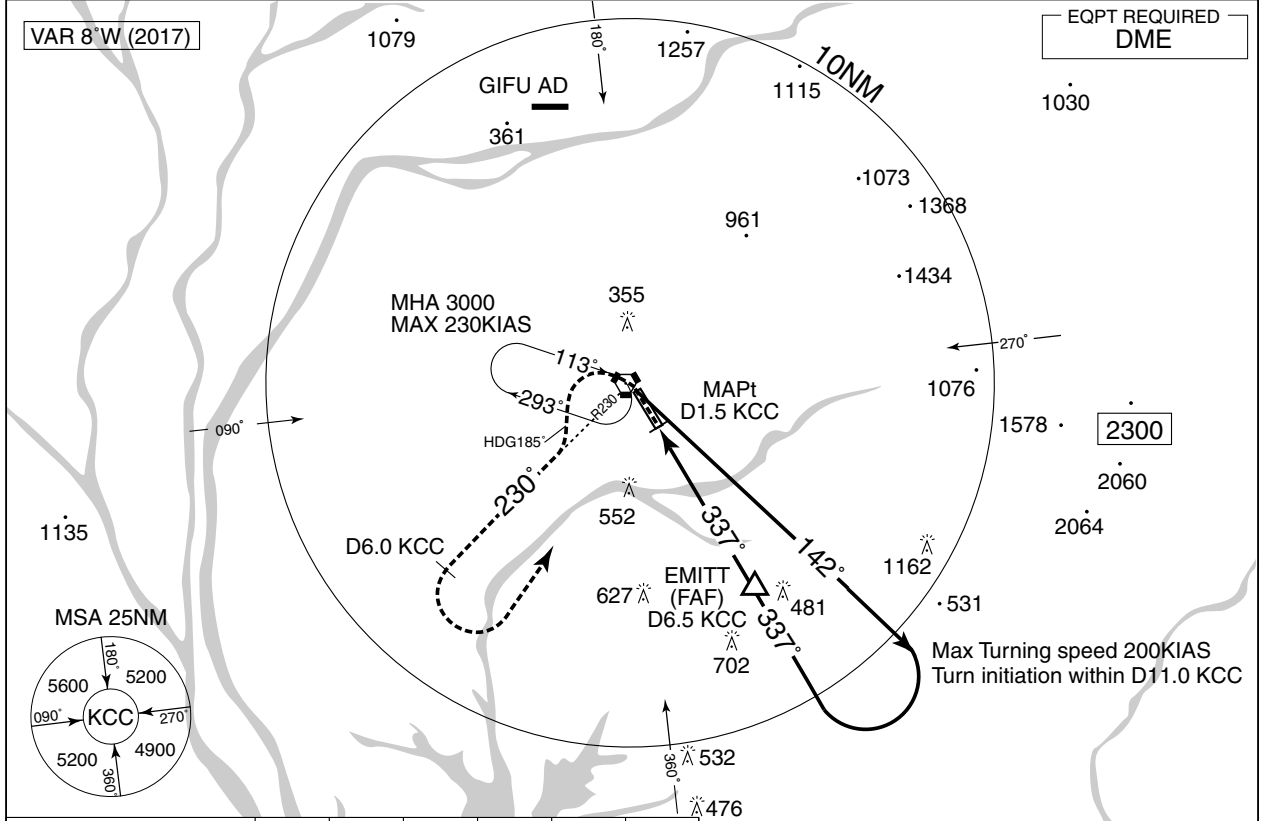 VAR 8°W (2017)
1079
180°
1257
EQPT REQUIRED
DME
10NM
1115
GIFU AD
1030
361
1073
1368
961
1434
355
MHA 3000
MAX 230KIAS
270°
113°
MAPt
D1.5 KCC
1076
293°
R230
090°
1578
2300
HDG185°
2060
230°
552
2064
1135
337°
D6.0 KCC
142°
1162
EMITT
(FAF)
D6.5 KCC
627
481
531
337°
MSA 25NM
702
Max Turning speed 200KIAS
Turn initiation within D11.0 KCC
180°
5600
5200
090°
KCC
270°
5200
4900
360°
360°
532
476